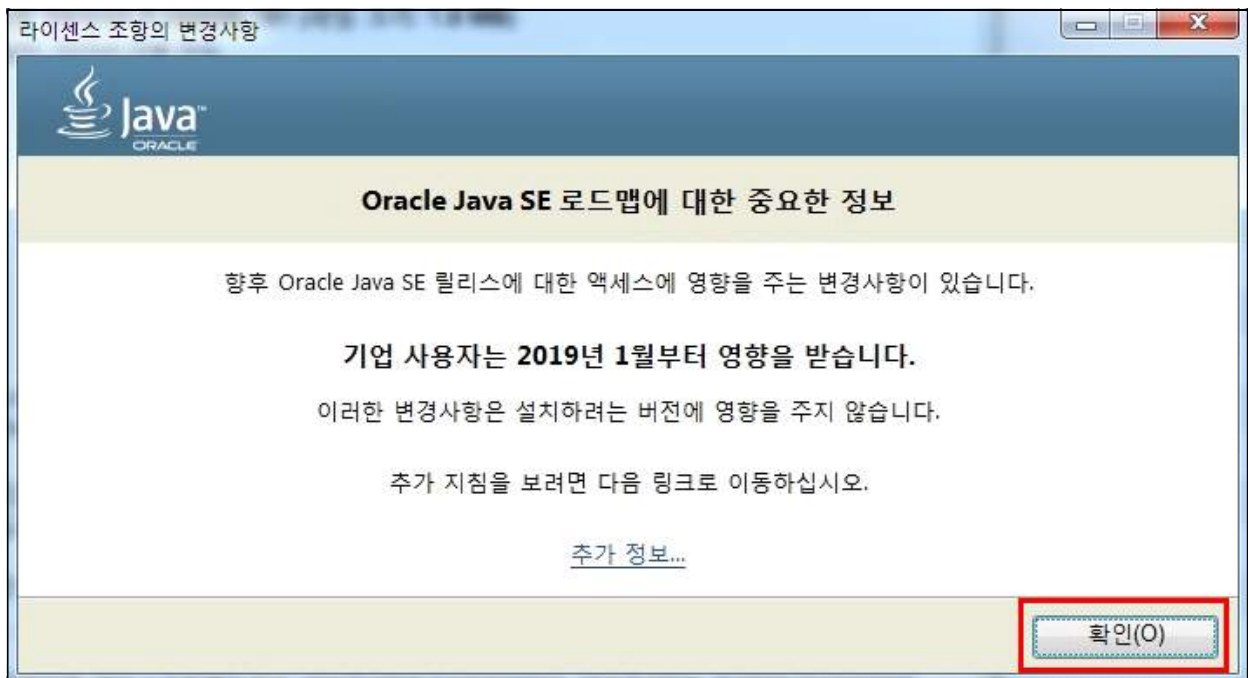 라이센스 조항의 변경사항
Java™
ORACLE
Oracle Java SE 로드맵에 대한 중요한 정보
향후 Oracle Java SE 릴리스에 대한 액세스에 영향을 주는 변경사항이 있습니다.
기업 사용자는 2019년 1월부터 영향을 받습니다.
이러한 변경사항은 설치하려는 버전에 영향을 주지 않습니다.
추가 지침을 보려면 다음 링크로 이동하십시오.
추가 정보...
확인(O)